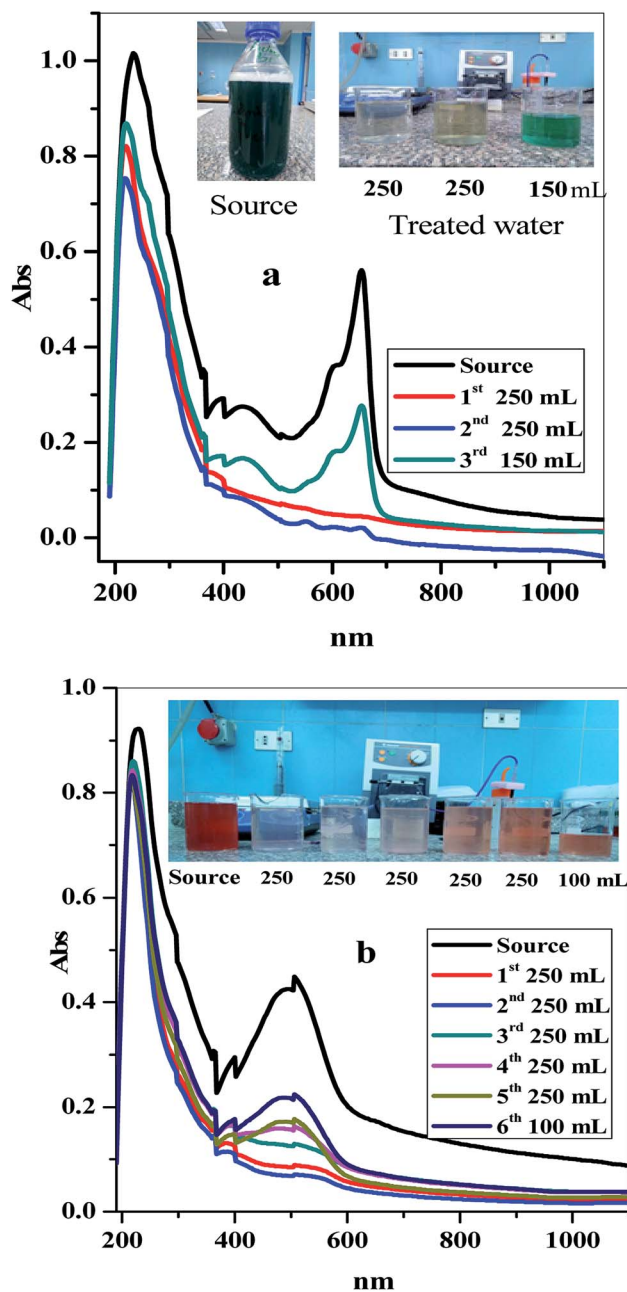 1.0
0.8
0.6
0.4
0.2
0.0
Abs
Source
250 250 150 mL
Treated water
a
Source
1st 250 mL
2nd 250 mL
3rd 150 mL
200 400 600 800 1000
nm
1.0
0.8
0.6
0.4
0.2
0.0
Abs
Source 250 250 250 250 250 100 mL
b
Source
1st 250 mL
2nd 250 mL
3rd 250 mL
4th 250 mL
5th 250 mL
6th 100 mL
200 400 600 800 1000
nm